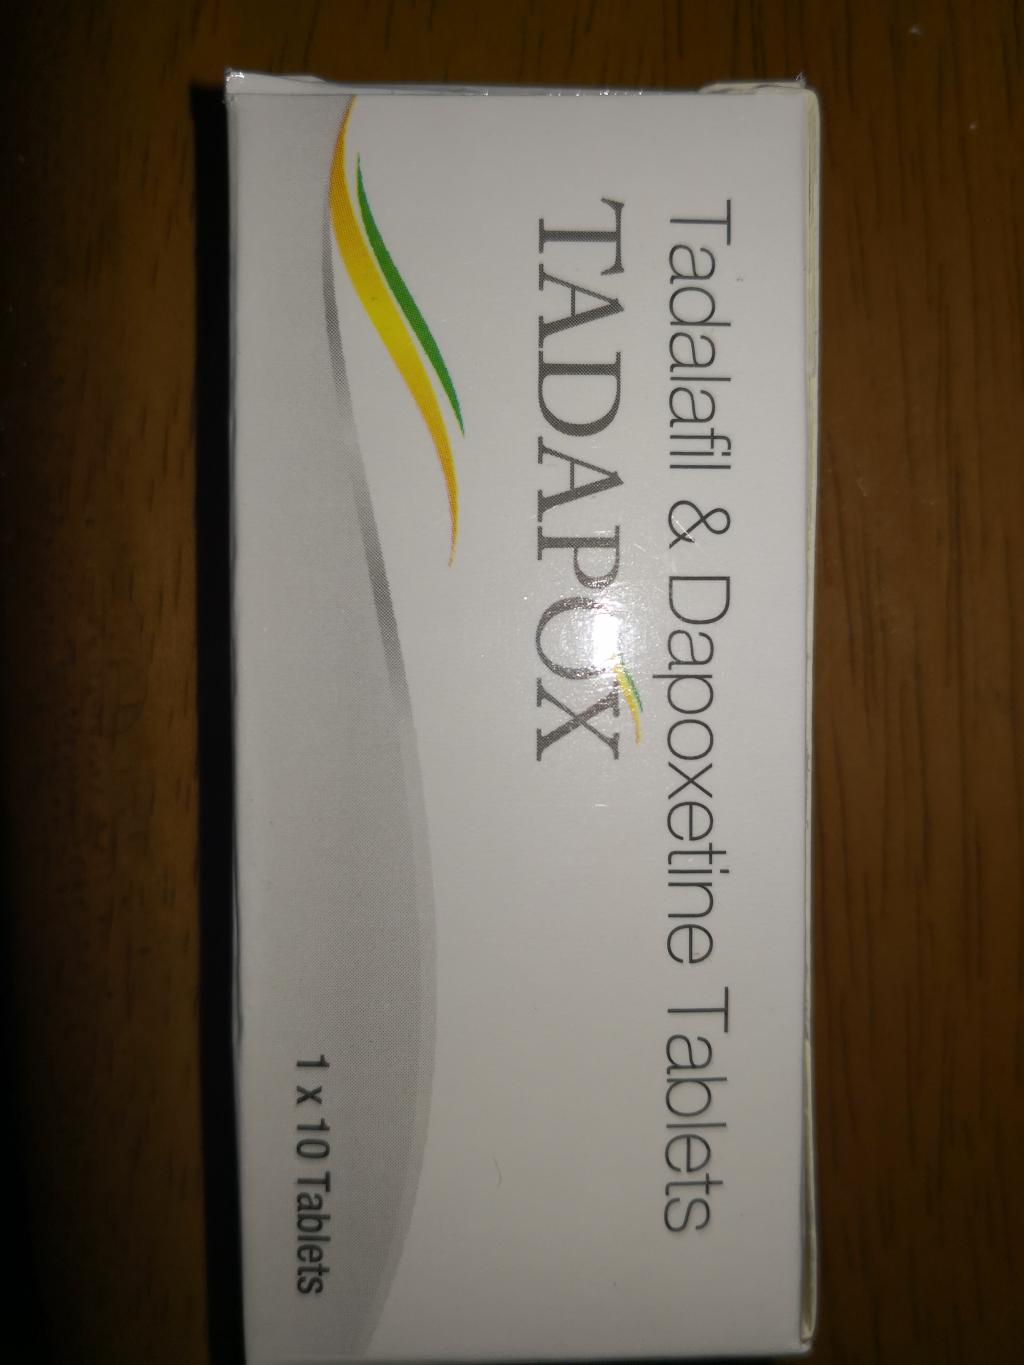 Tadalafil & Dapoxetine Tablets
TADAPOX
1 x 10 Tablets